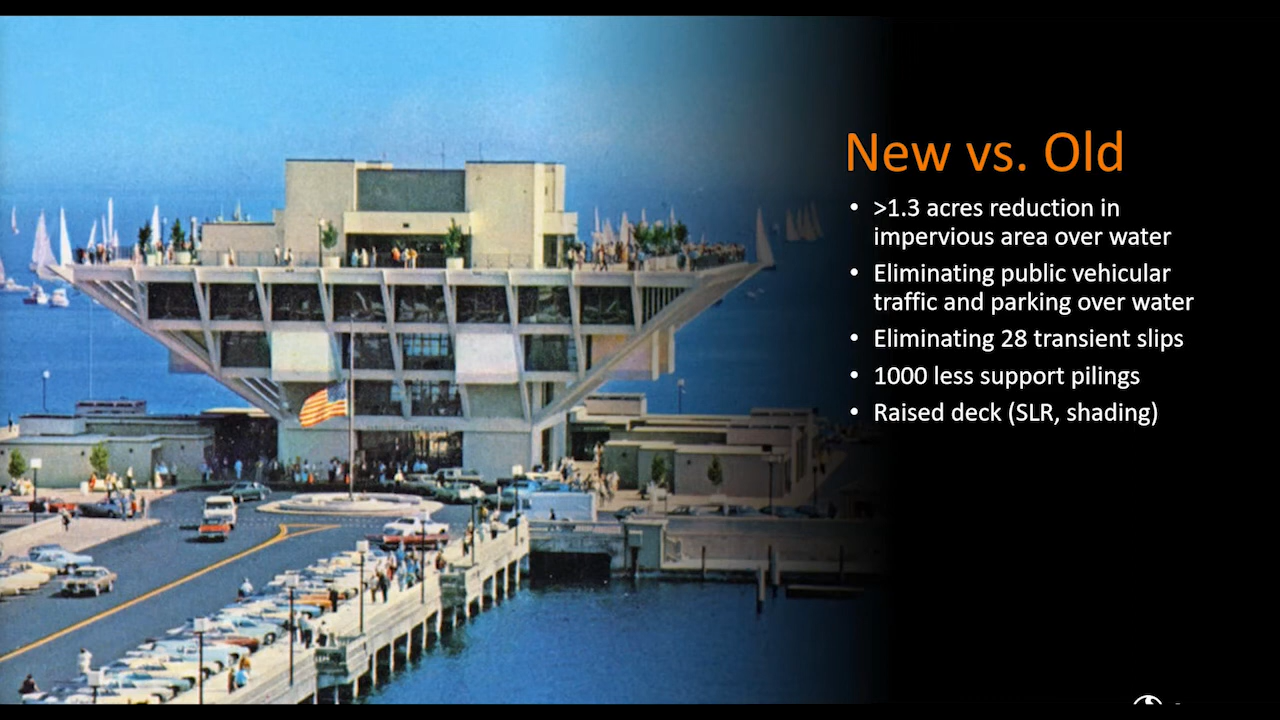 New vs. Old
• >1.3 acres reduction in
impervious area over water
• Eliminating public vehicular
traffic and parking over water
• Eliminating 28 transient slips
• 1000 less support pilings
• Raised deck (SLR, shading)